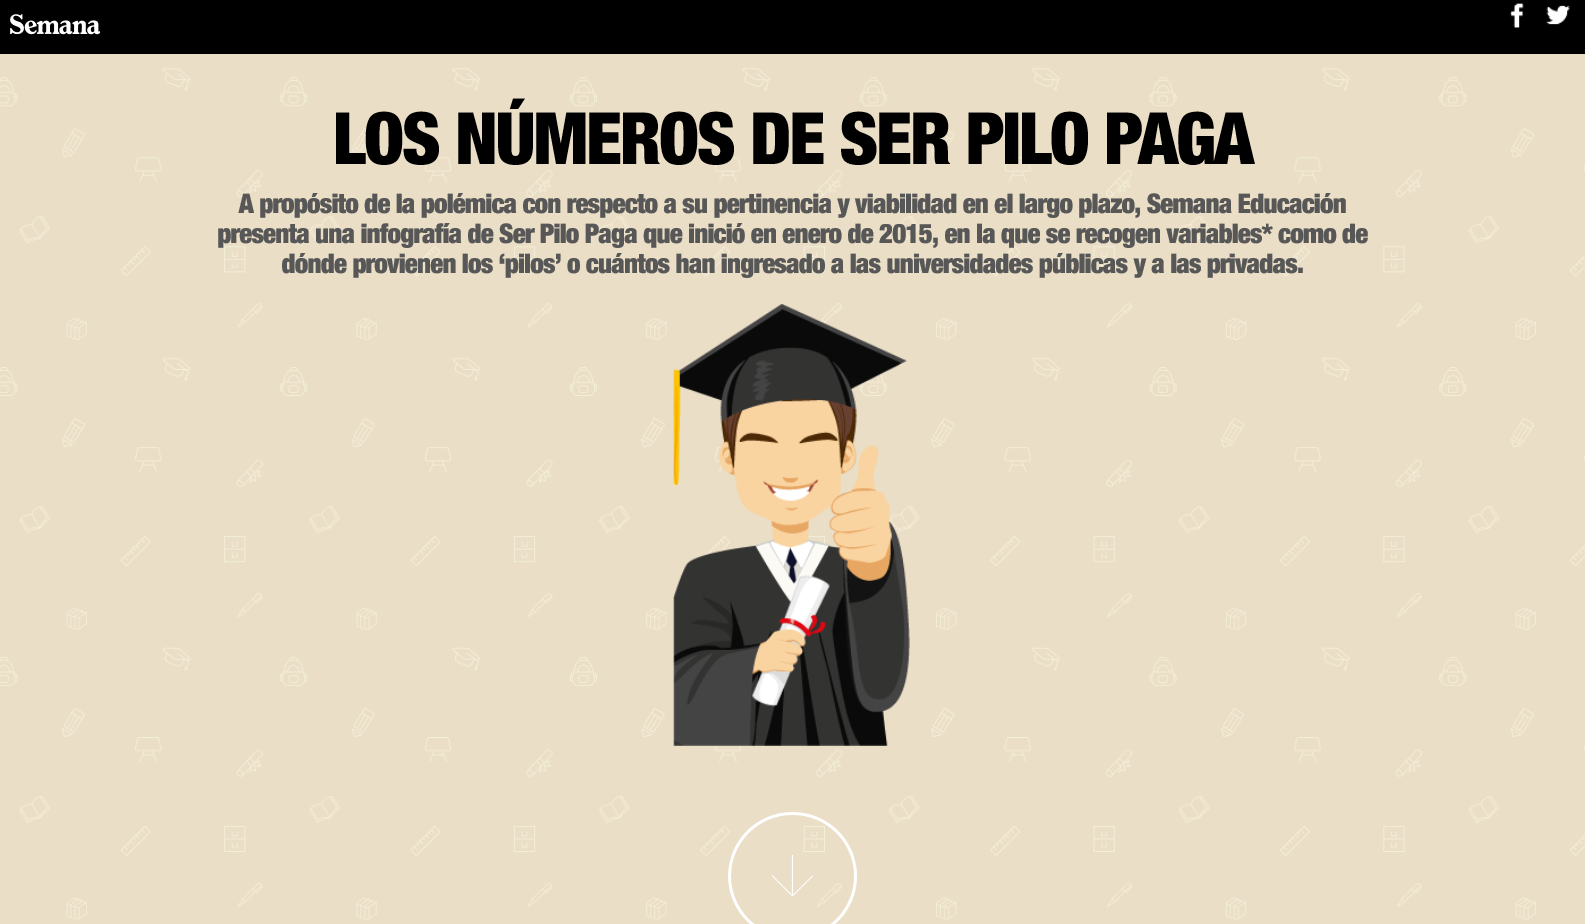 Semana
LOS NÚMEROS DE SER PILO PAGA
A propósito de la polémica con respecto a su pertinencia y viabilidad en el largo plazo, Semana Educación
presenta una infografía de Ser Pilo Paga que inició en enero de 2015, en la que se recogen variables* como de
dónde provienen los ‘pilos’ o cuántos han ingresado a las universidades públicas y a las privadas.